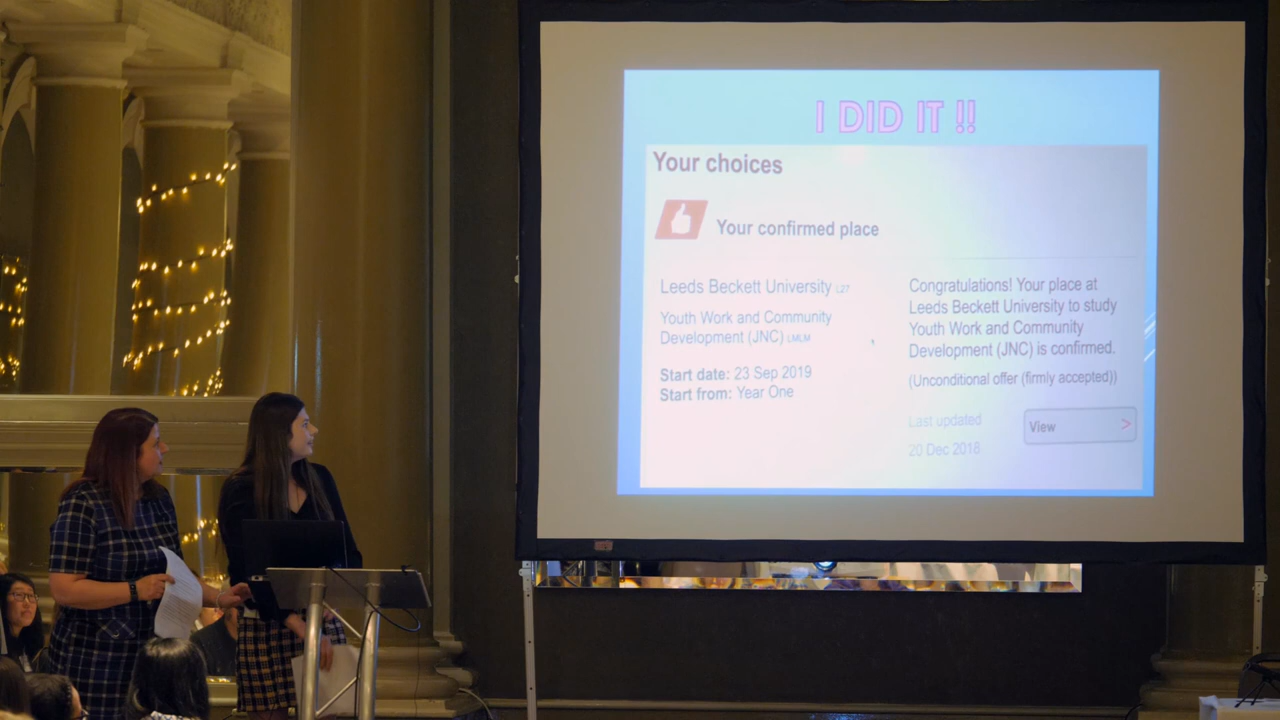 I DID IT !!
Your choices
Your confirmed place
Leeds Beckett University L27
Youth Work and Community
Development (JNC) LMLM
Start date: 23 Sep 2019
Start from: Year One
Congratulations! Your place at
Leeds Beckett University to study
Youth Work and Community
Development (JNC) is confirmed.
(Unconditional offer (firmly accepted))
Last updated
20 Dec 2018
View >